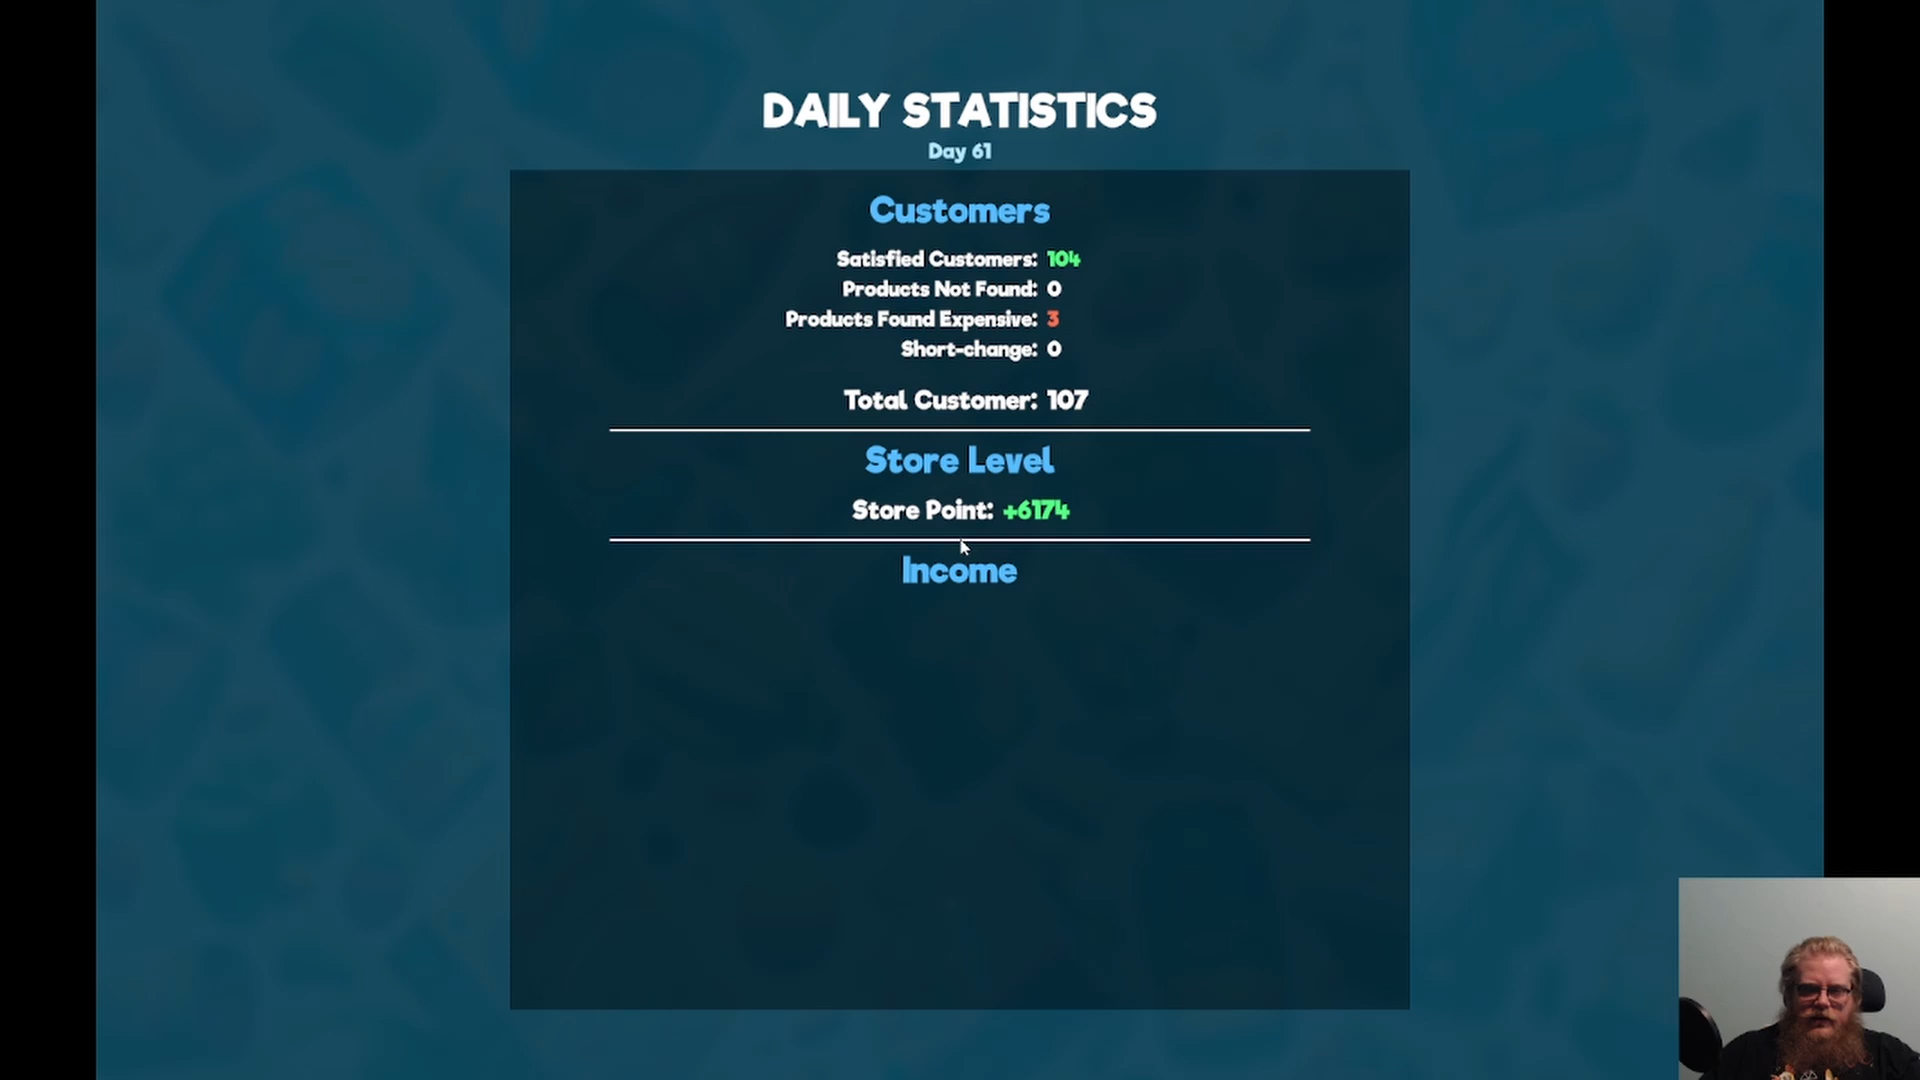 DAILY STATISTICS
Day 61
Customers
Satisfied Customers: 104
Products Not Found: 0
Products Found Expensive: 3
Short-change: 0
Total Customer: 107
Store Level
Store Point: +6174
Income